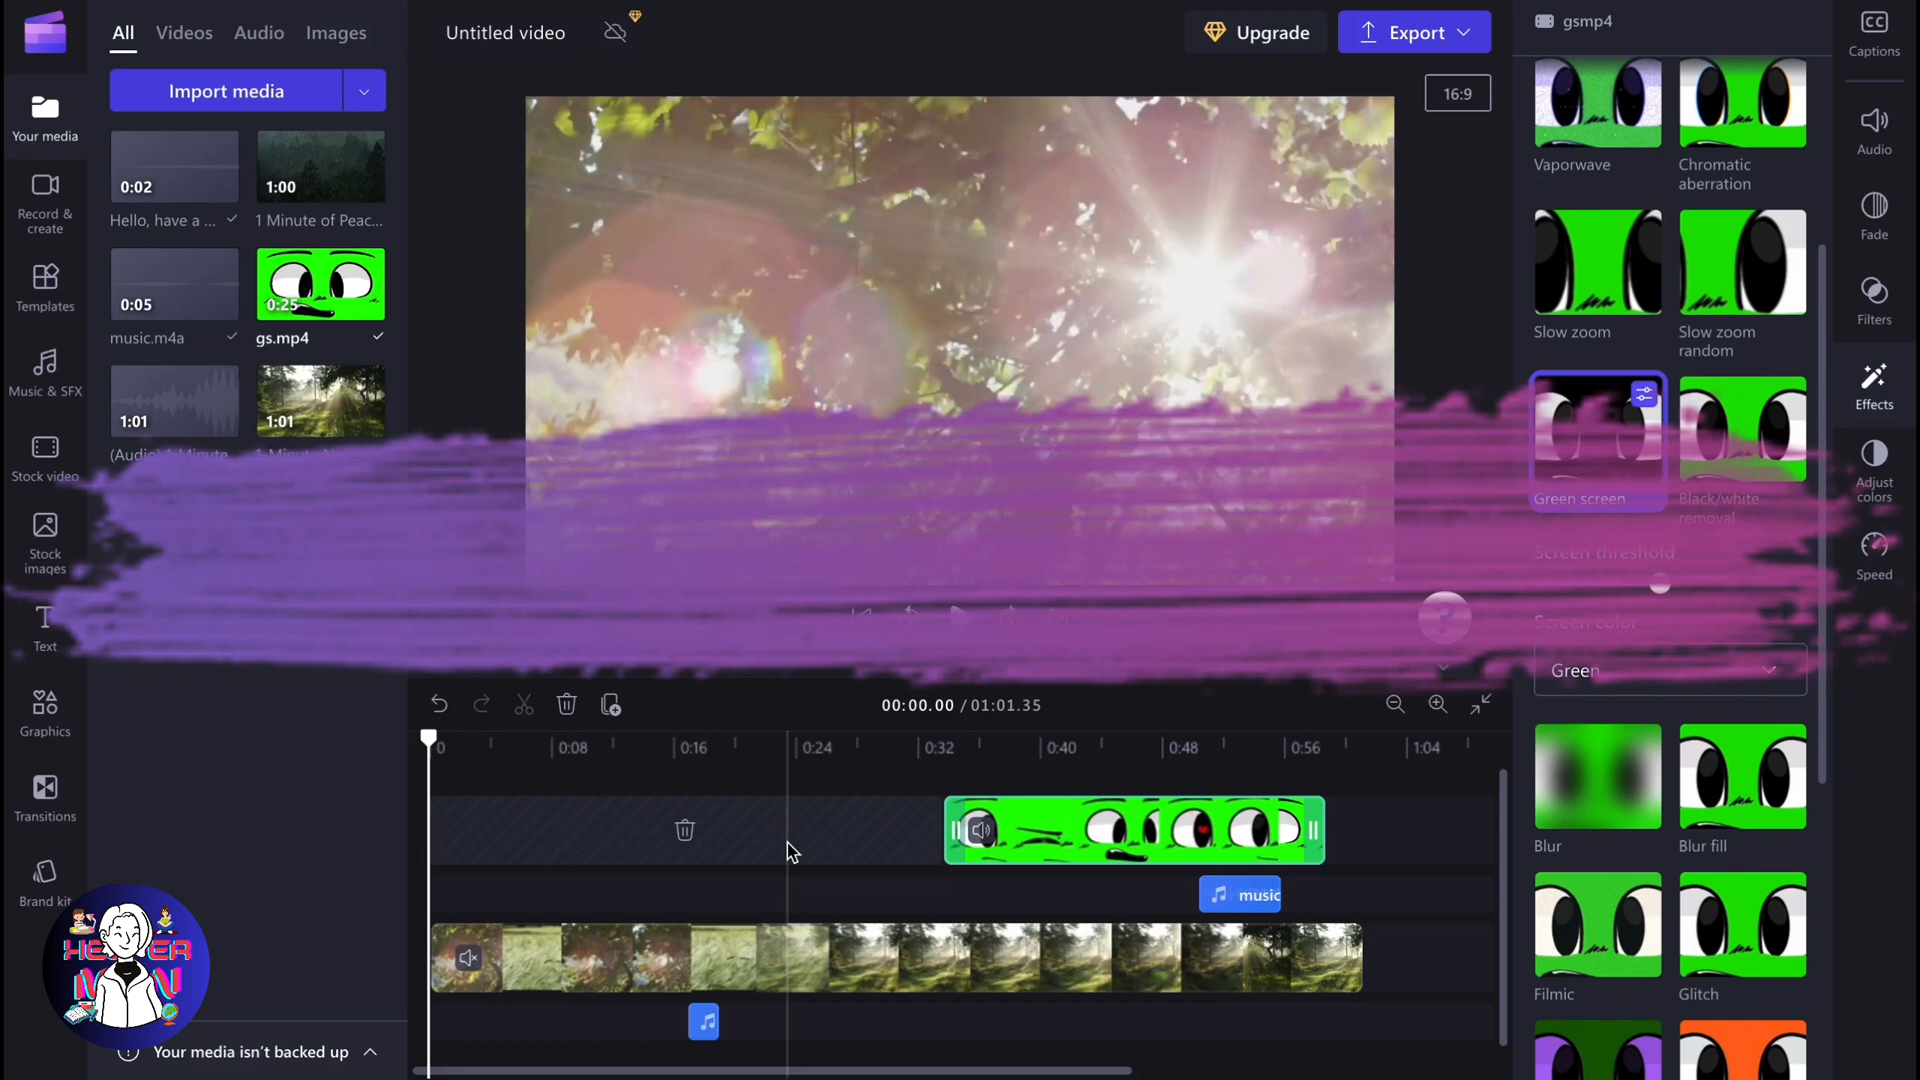 All Videos Audio Images
Untitled video
Upgrade
Export
gsmp4
Captions
Import media
16:9
Your media
0:02
1:00
Hello, have a ...
1 Minute of Peac...
Vaporwave
Chromatic
aberration
Audio
Record &
create
Fade
Templates
0:05
0:25
music.m4a
gs.mp4
Slow zoom
Slow zoom
random
Filters
Music & SFX
1:01
1:01
Effects
Stock video
Green screen
Black/white
removal
Adjust
colors
Stock
images
Screen threshold
Speed
Text
Screen color
Green
Graphics
00:00.00 / 01:01.35
0 0:08 0:16 0:24 0:32 0:40 0:48 0:56 1:04
Transitions
Blur
Blur fill
Brand kit
music
Filmic
Glitch
Your media isn't backed up